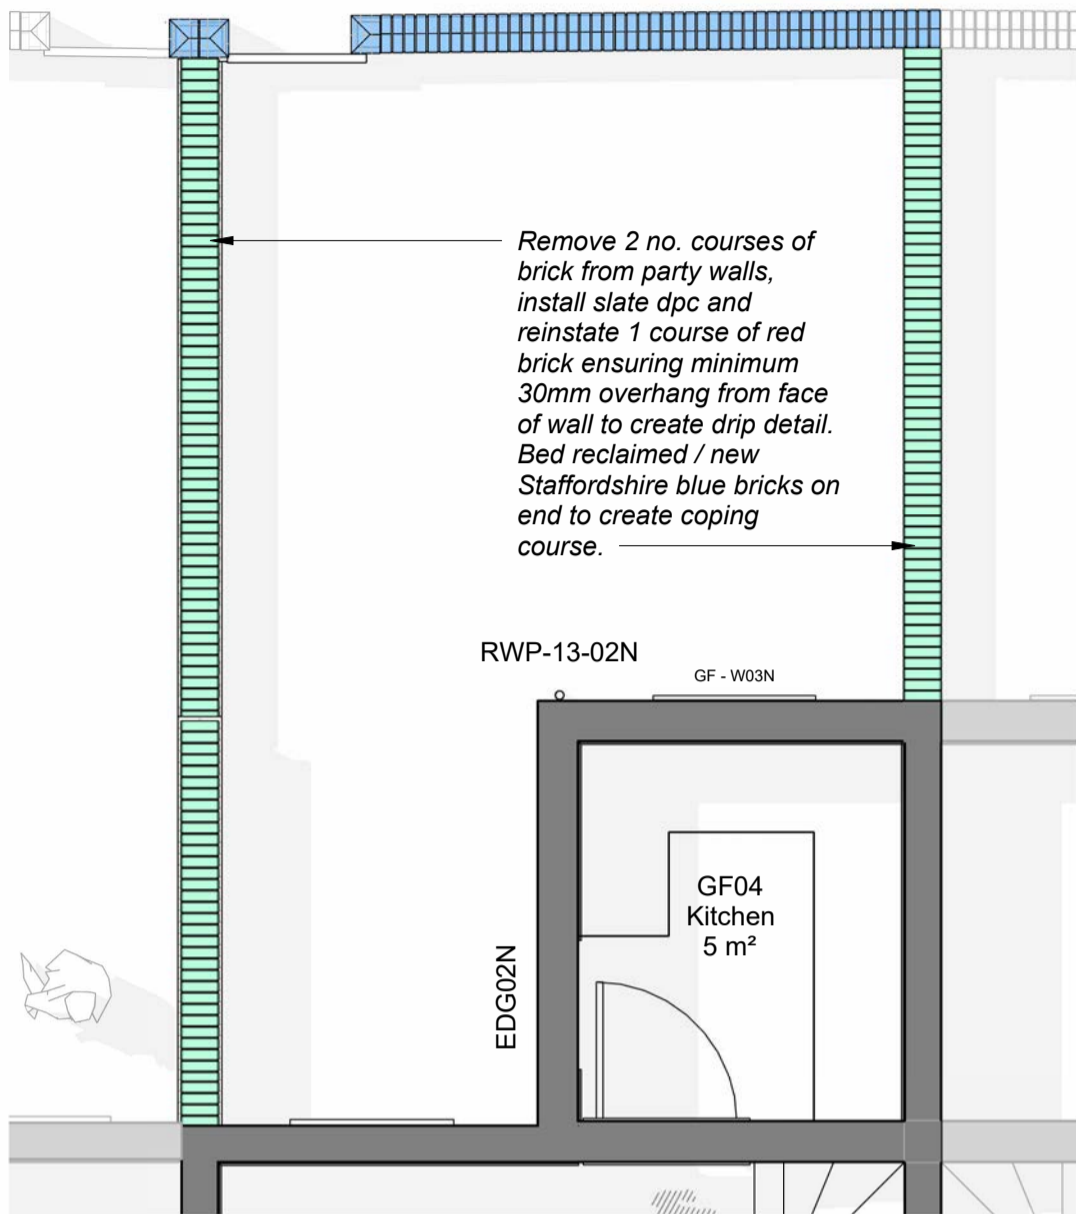 Remove 2 no. courses of
brick from party walls,
install slate dpc and
reinstate 1 course of red
brick ensuring minimum
30mm overhang from face
of wall to create drip detail.
Bed reclaimed / new
Staffordshire blue bricks on
end to create coping
course.
RWP-13-02N
GF - W03N
GF04
Kitchen
5 m²
EDG02N